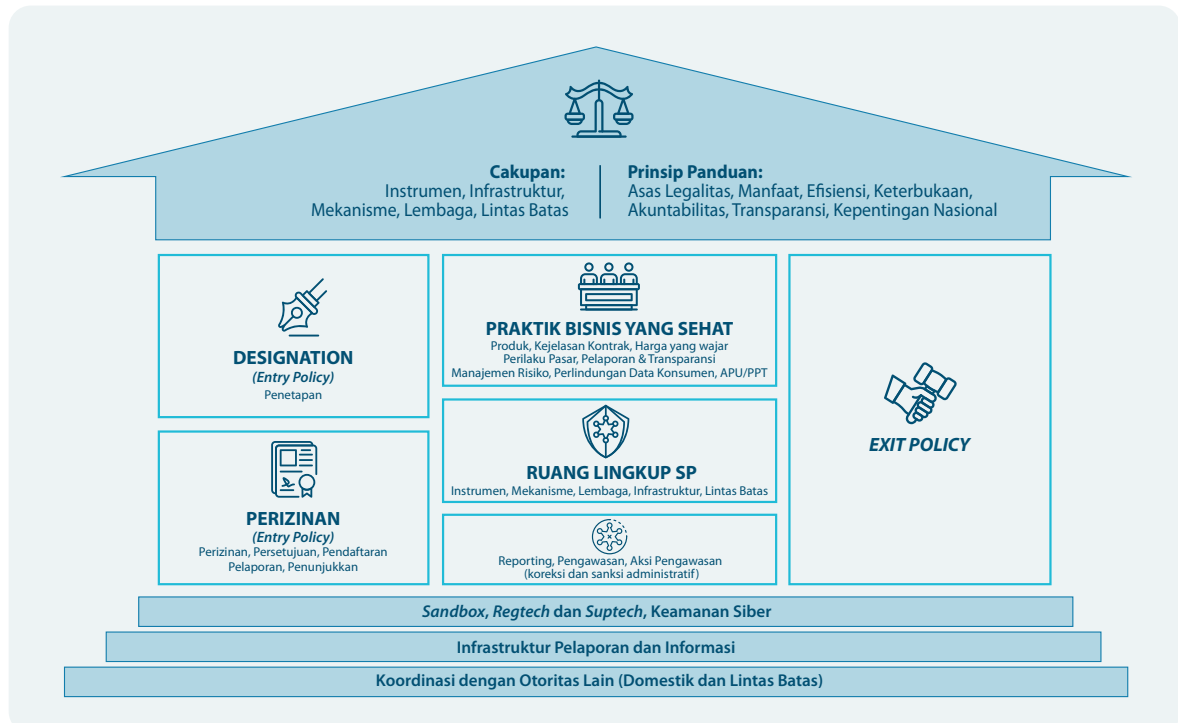 Cakupan:
Instrumen, Infrastruktur,
Mekanisme, Lembaga, Lintas Batas
Prinsip Panduan:
Asas Legalitas, Manfaat, Efisiensi, Keterbukaan,
Akuntabilitas, Transparansi, Kepentingan Nasional
DESIGNATION
(Entry Policy)
Penetapan
PERIZINAN
(Entry Policy)
Perizinan, Persetujuan, Pendaftaran
Pelaporan, Penunjukkan
PRAKTIK BISNIS YANG SEHAT
Produk, Kejelasan Kontrak, Harga yang wajar
Perilaku Pasar, Pelaporan & Transparansi
Manajemen Risiko, Perlindungan Data Konsumen, APU/PPT
RUANG LINGKUP SP
Instrumen, Mekanisme, Lembaga, Infrastruktur, Lintas Batas
Reporting, Pengawasan, Aksi Pengawasan
(koreksi dan sanksi administratif)
EXIT POLICY
Sandbox, Regtech dan Suptech, Keamanan Siber
Infrastruktur Pelaporan dan Informasi
Koordinasi dengan Otoritas Lain (Domestik dan Lintas Batas)